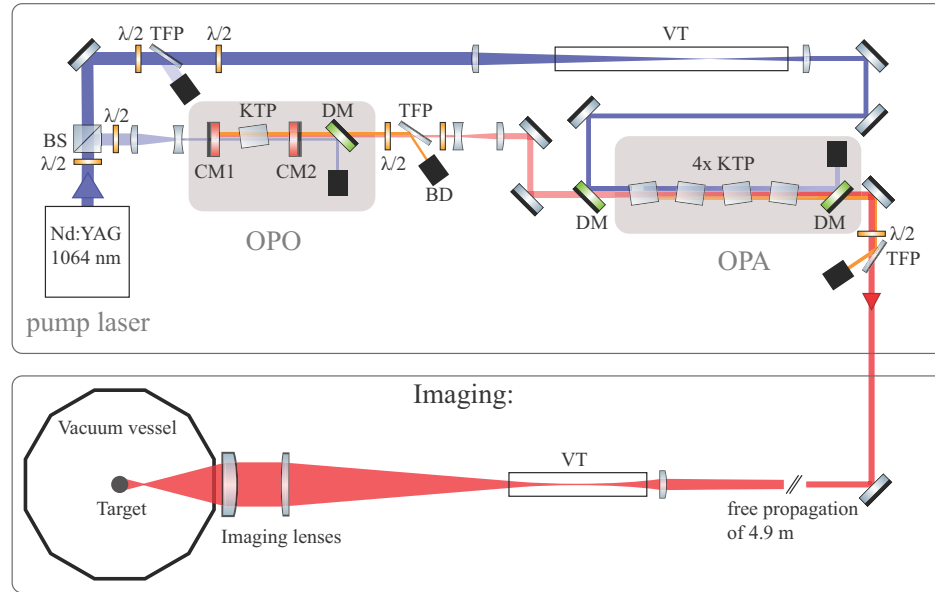 λ/2
TFP
λ/2
VT
BS
λ/2
λ/2
KTP
DM
TFP
CM1
CM2
λ/2
BD
OPO
4x KTP
DM
DM
OPA
λ/2
TFP
Nd:YAG
1064 nm
pump laser
Imaging:
Vacuum vessel
Target
Imaging lenses
VT
free propagation
of 4.9 m